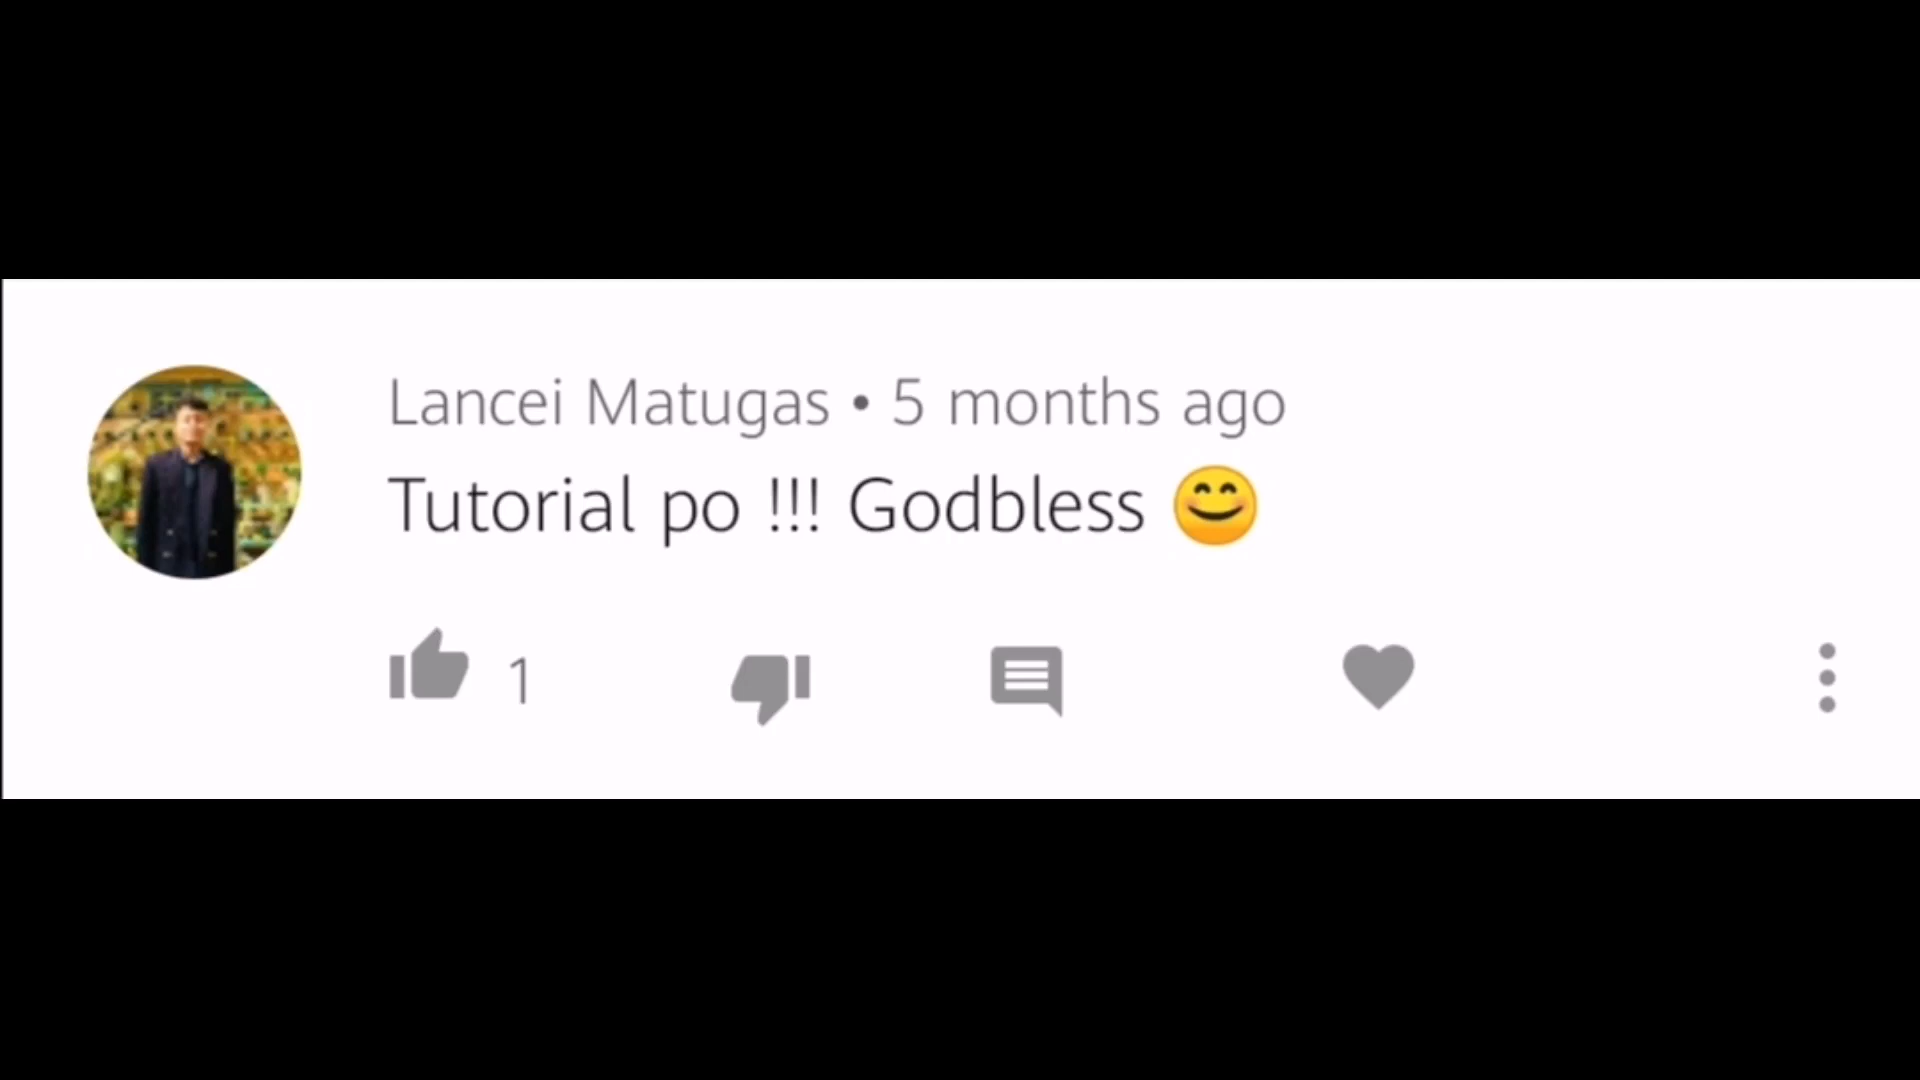 Lancei Matugas • 5 months ago
Tutorial po !!! Godbless 😊
1